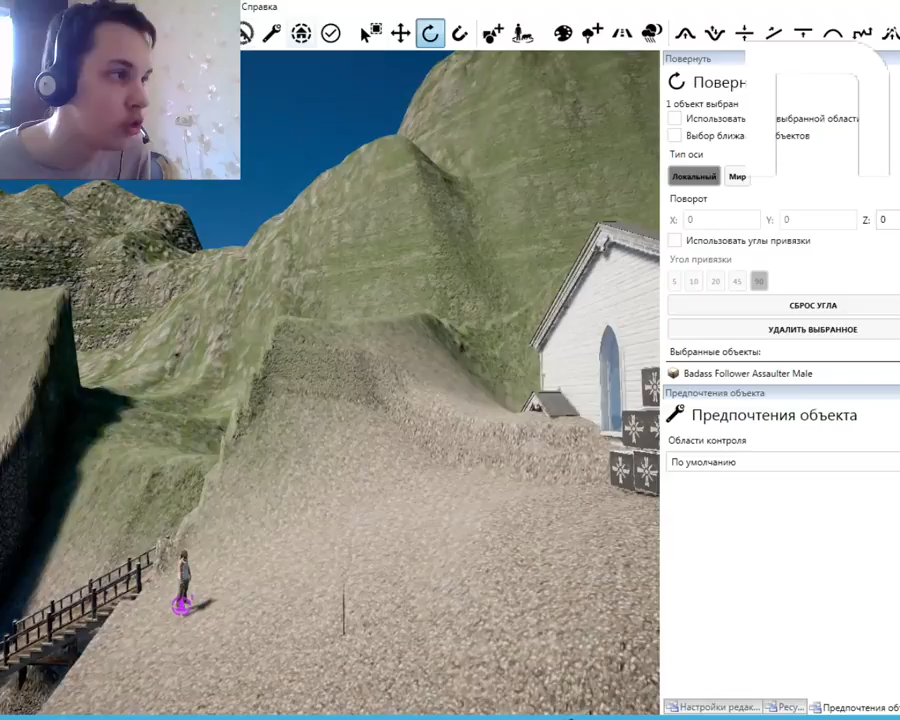 Справка
Повернуть
Поверн
1 объект выбран
Использовать выбранной област
Выбор ближа бъектов
Тип оси
Локальный Мир
Поворот
X: 0 Y: 0 Z: 0
Использовать углы привязки
Угол привязки
5 10 20 45 90
СБРОС УГЛА
УДАЛИТЬ ВЫБРАННОЕ
Выбранные объекты:
Badass Follower Assaulter Male
Предпочтения объекта
Предпочтения объекта
Области контроля
По умолчанию
Настройки редак... Ресу... Предпочтения об